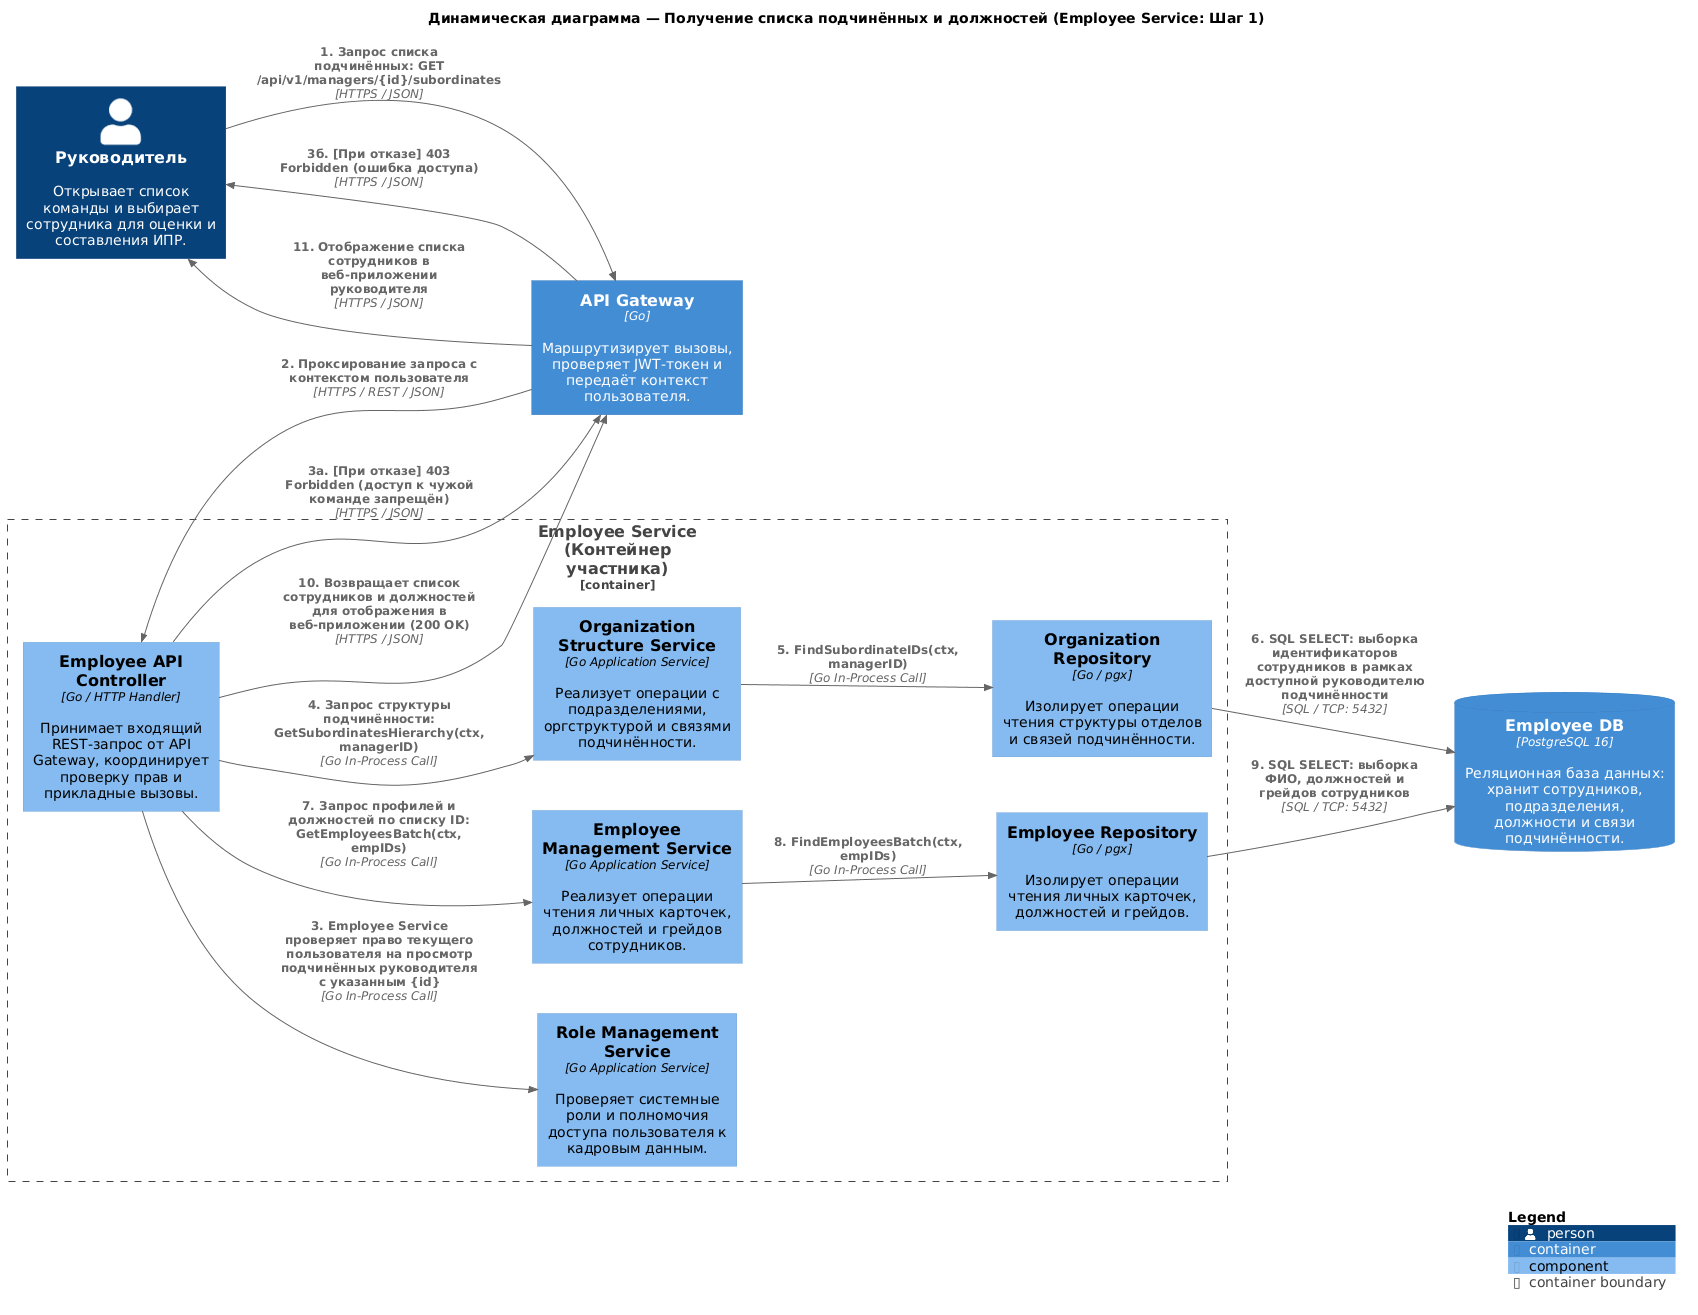 Динамическая диаграмма — Получение списка подчинённых и должностей (Employee Service: Шаг 1)
1. Запрос списка
подчинённых: GET
/api/v1/managers/{id}/subordinates
[HTTPS / JSON]
Руководитель
Открывает список
команды и выбирает
сотрудника для оценки и
составления ИПР.
3б. [При отказе] 403
Forbidden (ошибка доступа)
[HTTPS / JSON]
11. Отображение списка
сотрудников в
веб-приложении
руководителя
[HTTPS / JSON]
API Gateway
[Go]
Маршрутизирует вызовы,
проверяет JWT-токен и
передаёт контекст
пользователя.
2. Проксирование запроса с
контекстом пользователя
[HTTPS / REST / JSON]
3а. [При отказе] 403
Forbidden (доступ к чужой
команде запрещён)
[HTTPS / JSON]
Employee Service
(Контейнер
участника)
[container]
10. Возвращает список
сотрудников и должностей
для отображения в
веб-приложении (200 OK)
[HTTPS / JSON]
Employee API
Controller
[Go / HTTP Handler]
Принимает входящий
REST-запрос от API
Gateway, координирует
проверку прав и
прикладные вызовы.
4. Запрос структуры
подчинённости:
GetSubordinatesHierarchy(ctx,
managerID)
[Go In-Process Call]
Organization
Structure Service
[Go Application Service]
Реализует операции с
подразделениями,
оргструктурой и связями
подчинённости.
5. FindSubordinateIDs(ctx,
managerID)
[Go In-Process Call]
Organization
Repository
[Go / pgx]
Изолирует операции
чтения структуры отделов
и связей подчинённости.
6. SQL SELECT: выборка
идентификаторов
сотрудников в рамках
доступной руководителю
подчинённости
[SQL / TCP: 5432]
Employee DB
[PostgreSQL 16]
Реляционная база данных:
хранит сотрудников,
подразделения,
должности и связи
подчинённости.
7. Запрос профилей и
должностей по списку ID:
GetEmployeesBatch(ctx,
empIDs)
[Go In-Process Call]
Employee
Management Service
[Go Application Service]
Реализует операции
чтения личных карточек,
должностей и грейдов
сотрудников.
8. FindEmployeesBatch(ctx,
empIDs)
[Go In-Process Call]
Employee Repository
[Go / pgx]
Изолирует операции
чтения личных карточек,
должностей и грейдов.
9. SQL SELECT: выборка
ФИО, должностей и
грейдов сотрудников
[SQL / TCP: 5432]
3. Employee Service
проверяет право текущего
пользователя на просмотр
подчинённых руководителя
с указанным {id}
[Go In-Process Call]
Role Management
Service
[Go Application Service]
Проверяет системные
роли и полномочия
доступа пользователя к
кадровым данным.
Legend
person
container
component
container boundary